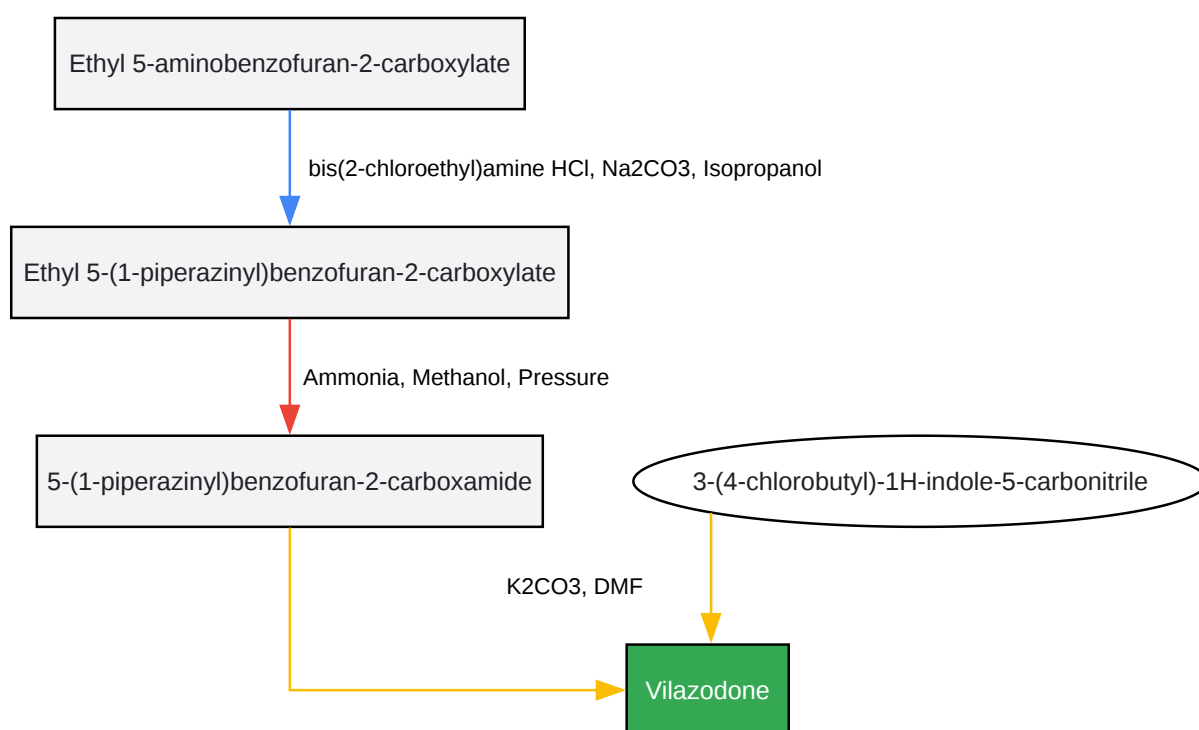 Ethyl 5-aminobenzofuran-2-carboxylate
bis(2-chloroethyl)amine HCl, Na2CO3, Isopropanol
Ethyl 5-(1-piperazinyl)benzofuran-2-carboxylate
Ammonia, Methanol, Pressure
5-(1-piperazinyl)benzofuran-2-carboxamide
3-(4-chlorobutyl)-1H-indole-5-carbonitrile
K2CO3, DMF
Vilazodone